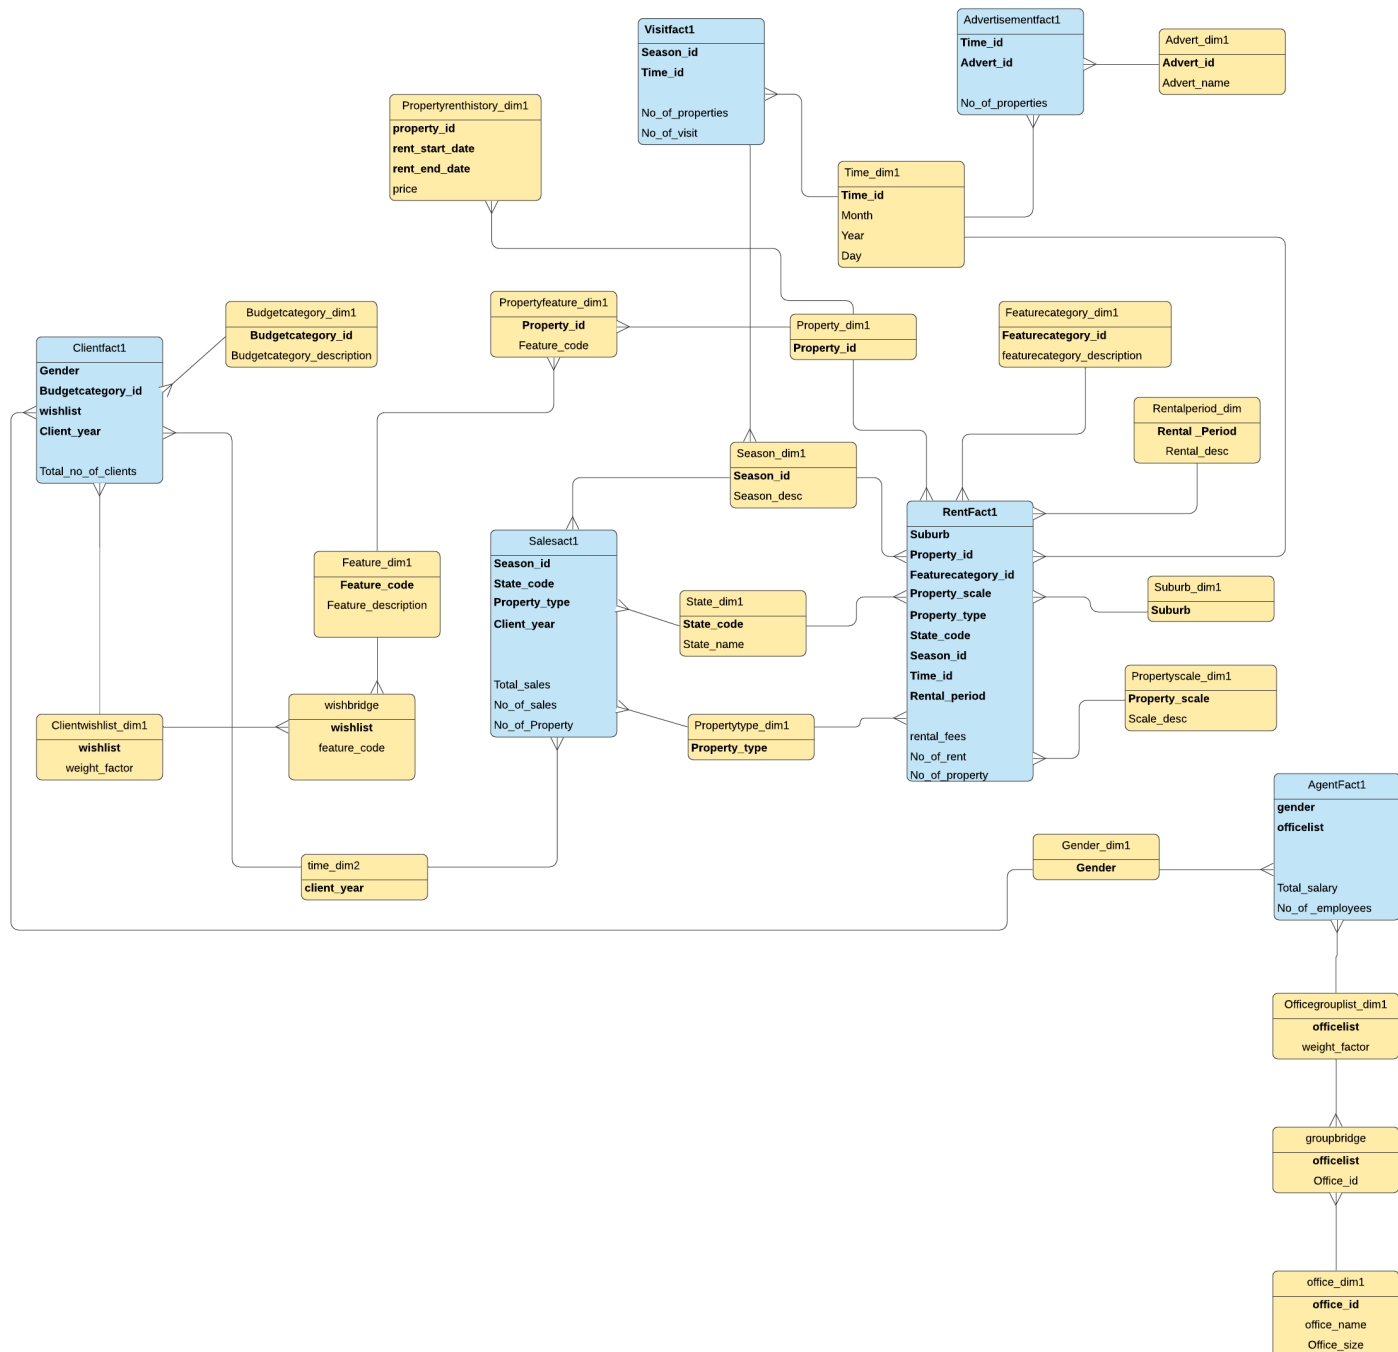 Visitfact1
Season_id
Time_id
No_of_properties
No_of_visit
Advertisementfact1
Time_id
Advert_id
No_of_properties
Advert_dim1
Advert_id
Advert_name
Propertyrenthistory_dim1
property_id
rent_start_date
rent_end_date
price
Time_dim1
Time_id
Month
Year
Day
Budgetcategory_dim1
Budgetcategory_id
Budgetcategory_description
Propertyfeature_dim1
Property_id
Feature_code
Property_dim1
Property_id
Featurecategory_dim1
Featurecategory_id
featurecategory_description
Clientfact1
Gender
Budgetcategory_id
wishlist
Client_year
Total_no_of_clients
Rentalperiod_dim
Rental _Period
Rental_desc
Season_dim1
Season_id
Season_desc
RentFact1
Suburb
Property_id
Featurecategory_id
Property_scale
Property_type
State_code
Season_id
Time_id
Rental_period
rental_fees
No_of_rent
No_of_property
Salesact1
Season_id
State_code
Property_type
Client_year
Total_sales
No_of_sales
No_of_Property
Feature_dim1
Feature_code
Feature_description
State_dim1
State_code
State_name
Suburb_dim1
Suburb
Propertyscale_dim1
Property_scale
Scale_desc
Clientwishlist_dim1
wishlist
weight_factor
wishbridge
wishlist
feature_code
Propertytype_dim1
Property_type
AgentFact1
gender
officelist
Total_salary
No_of _employees
Gender_dim1
Gender
time_dim2
client_year
Officegrouplist_dim1
officelist
weight_factor
groupbridge
officelist
Office_id
office_dim1
office_id
office_name
Office_size